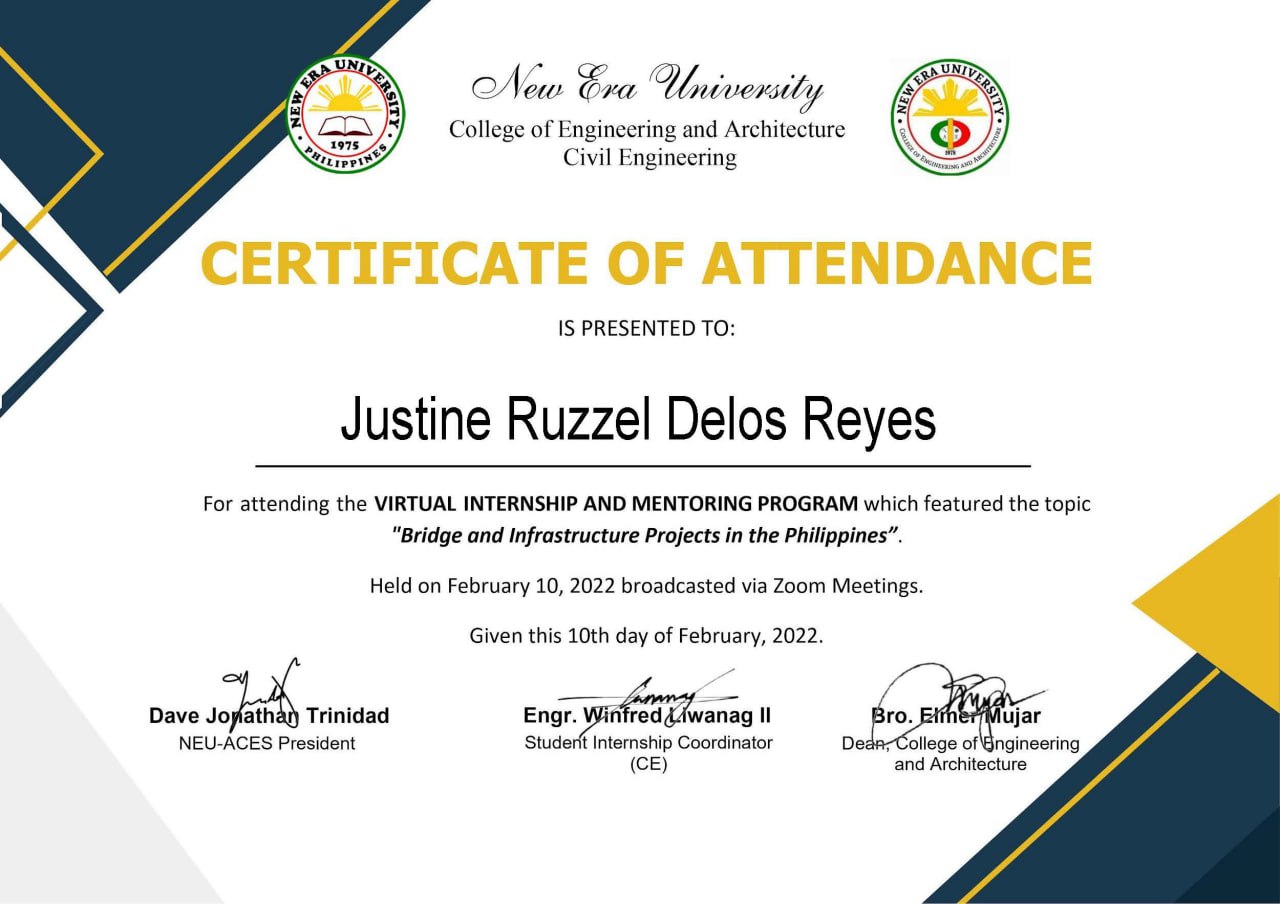 NEW ERA UNIVERSITY
1975
PHILIPPINES
New Era University
College of Engineering and Architecture
Civil Engineering
NEW ERA UNIVERSITY
1975
COLLEGE OF ENGINEERING AND ARCHITECTURE
CERTIFICATE OF ATTENDANCE
IS PRESENTED TO:
Justine Ruzzel Delos Reyes
For attending the VIRTUAL INTERNSHIP AND MENTORING PROGRAM which featured the topic
"Bridge and Infrastructure Projects in the Philippines”.
Held on February 10, 2022 broadcasted via Zoom Meetings.
Given this 10th day of February, 2022.
Dave Jonathan Trinidad
NEU-ACES President
Engr. Winfred Liwanag II
Student Internship Coordinator
(CE)
Bro. Elmer Mujar
Dean, College of Engineering
and Architecture